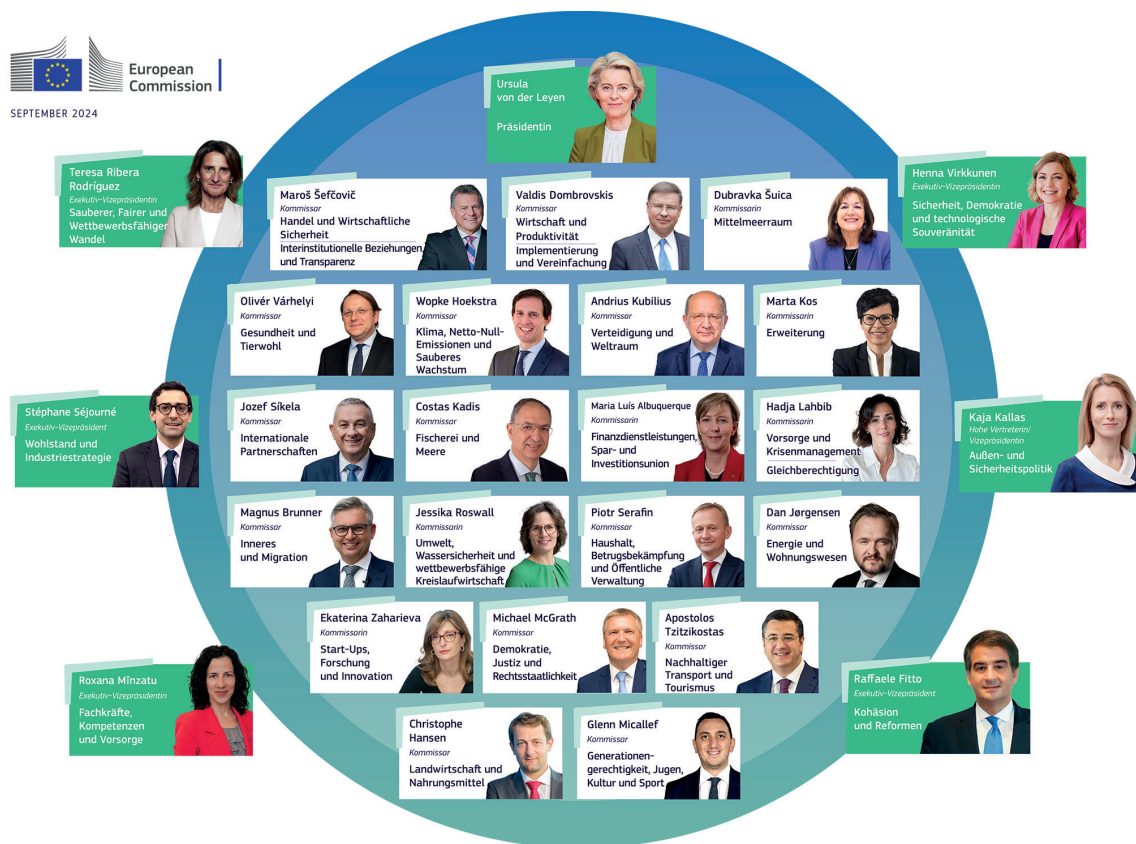 European
Commission
SEPTEMBER 2024
Ursula
von der Leyen
Präsidentin
Teresa Ribera
Rodríguez
Exekutiv-Vizepräsidentin
Sauberer, Fairer und
Wettbewerbsfähiger
Wandel
Maroš Šefčovič
Kommissar
Handel und Wirtschaftliche
Sicherheit
Interinstitutionelle Beziehungen
und Transparenz
Valdis Dombrovskis
Kommissar
Wirtschaft und
Produktivität
Implementierung
und Vereinfachung
Dubravka Šuica
Kommissarin
Mittelmeerraum
Henna Virkkunen
Exekutiv-Vizepräsidentin
Sicherheit, Demokratie
und technologische
Souveränität
Olivér Várhelyi
Kommissar
Gesundheit und
Tierwohl
Wopke Hoekstra
Kommissar
Klima, Netto-Null-
Emissionen und
Sauberes
Wachstum
Andrius Kubilius
Kommissar
Verteidigung und
Weltraum
Marta Kos
Kommissarin
Erweiterung
Stéphane Séjourné
Exekutiv-Vizepräsident
Wohlstand und
Industriestrategie
Jozef Síkela
Kommissar
Internationale
Partnerschaften
Costas Kadis
Kommissar
Fischerei und
Meere
Maria Luís Albuquerque
Kommissarin
Finanzdienstleistungen,
Spar- und
Investitionsunion
Hadja Lahbib
Kommissarin
Vorsorge und
Krisenmanagement
Gleichberechtigung
Kaja Kallas
Hohe Vertreterin/
Vizepräsidentin
Außen- und
Sicherheitspolitik
Magnus Brunner
Kommissar
Inneres
und Migration
Jessika Roswall
Kommissarin
Umwelt,
Wassersicherheit und
wettbewerbsfähige
Kreislaufwirtschaft
Piotr Serafin
Kommissar
Haushalt,
Betrugsbekämpfung
und Öffentliche
Verwaltung
Dan Jørgensen
Kommissar
Energie und
Wohnungswesen
Roxana Mînzatu
Exekutiv-Vizepräsidentin
Fachkräfte,
Kompetenzen
und Vorsorge
Ekaterina Zaharieva
Kommissarin
Start-Ups,
Forschung
und Innovation
Michael McGrath
Kommissar
Demokratie,
Justiz und
Rechtsstaatlichkeit
Apostolos
Tzitzikostas
Kommissar
Nachhaltiger
Transport und
Tourismus
Raffaele Fitto
Exekutiv-Vizepräsident
Kohäsion
und Reformen
Christophe
Hansen
Kommissar
Landwirtschaft und
Nahrungsmittel
Glenn Micallef
Kommissar
Generationen-
gerechtigkeit, Jugen,
Kultur und Sport